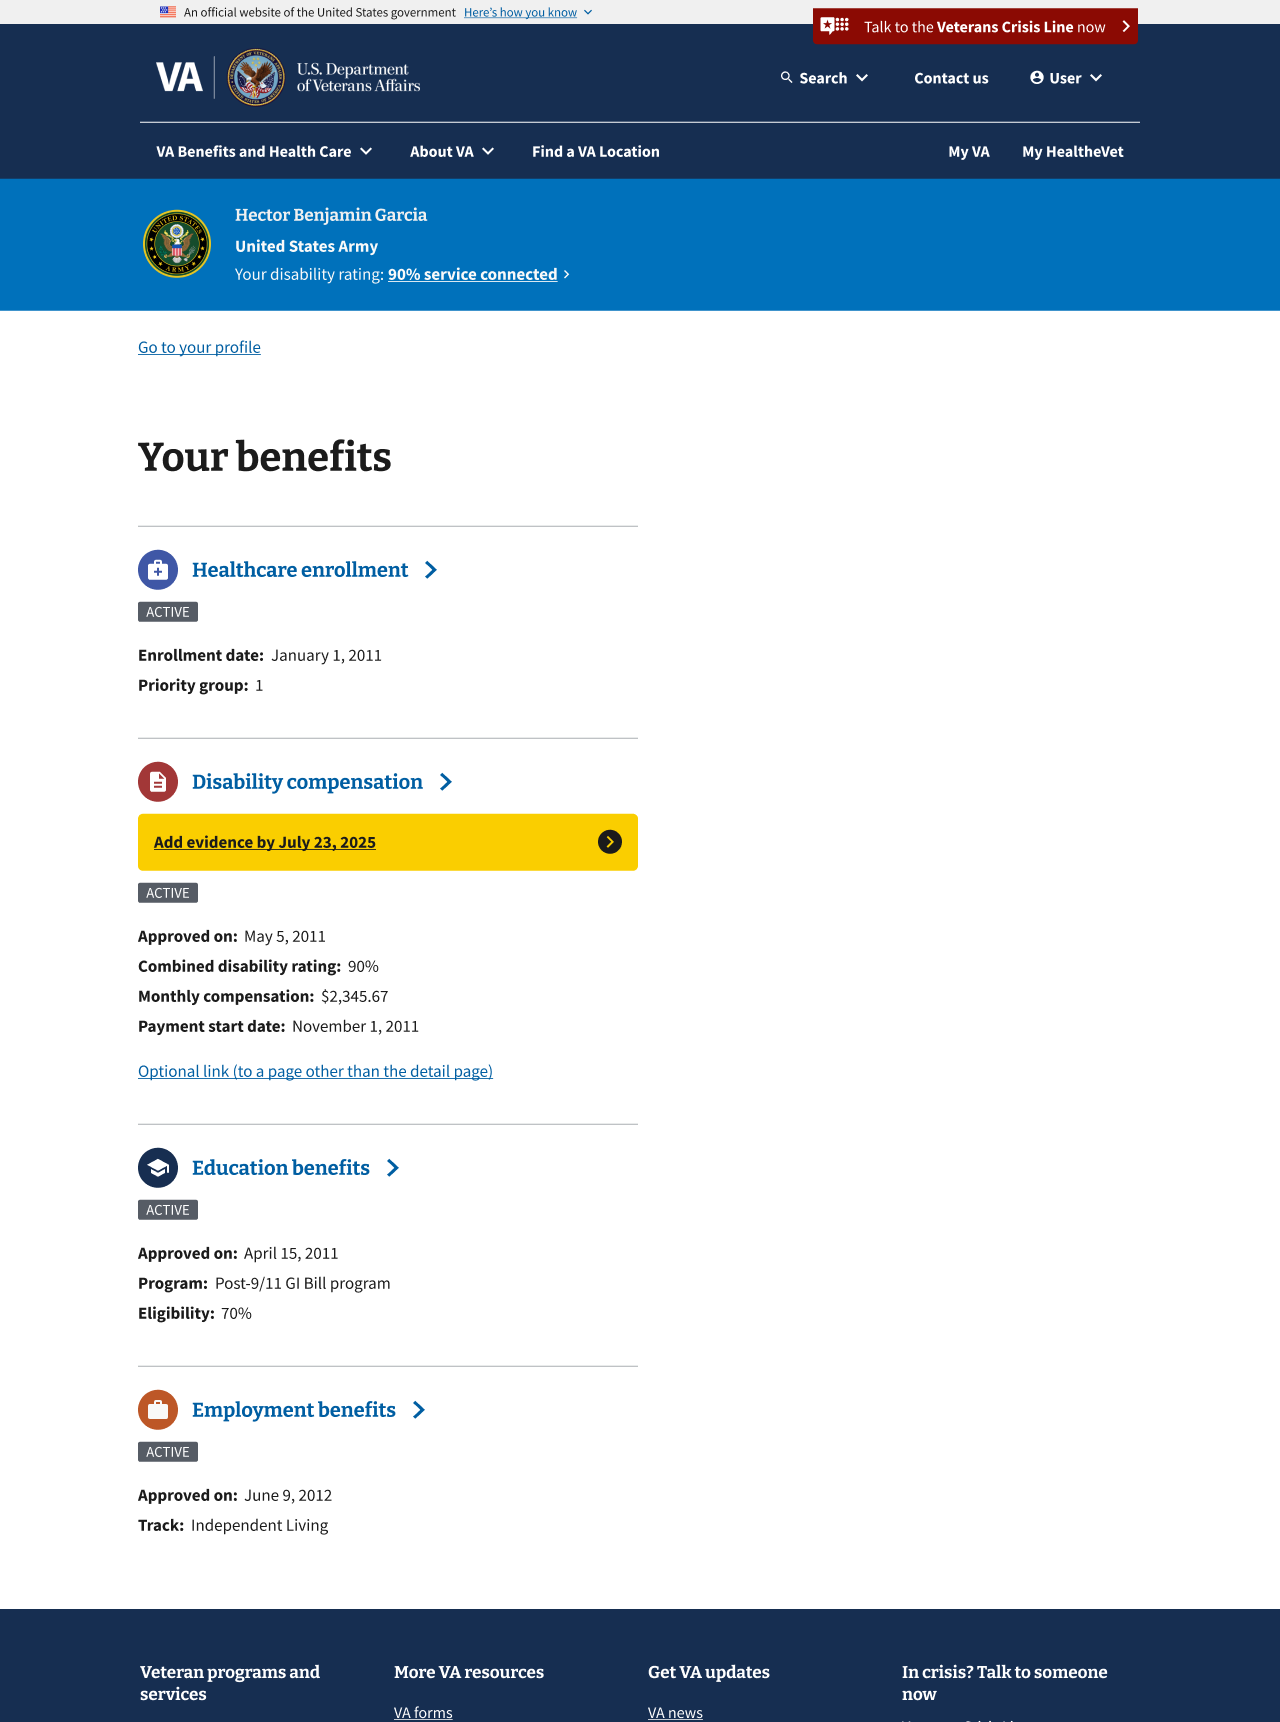 An official website of the United States government Here's how you know
Talk to the Veterans Crisis Line now
VA
U.S. Department
of Veterans Affairs
Search Contact us User
VA Benefits and Health Care About VA Find a VA Location My VA My HealtheVet
UNITED STATES
ARMY
Hector Benjamin Garcia
United States Army
Your disability rating: 90% service connected
Go to your profile
Your benefits
Healthcare enrollment
ACTIVE
Enrollment date: January 1, 2011
Priority group: 1
Disability compensation
Add evidence by July 23, 2025
ACTIVE
Approved on: May 5, 2011
Combined disability rating: 90%
Monthly compensation: $2,345.67
Payment start date: November 1, 2011
Optional link (to a page other than the detail page)
Education benefits
ACTIVE
Approved on: April 15, 2011
Program: Post-9/11 GI Bill program
Eligibility: 70%
Employment benefits
ACTIVE
Approved on: June 9, 2012
Track: Independent Living
Veteran programs and
services
More VA resources
VA forms
Get VA updates
VA news
In crisis? Talk to someone
now